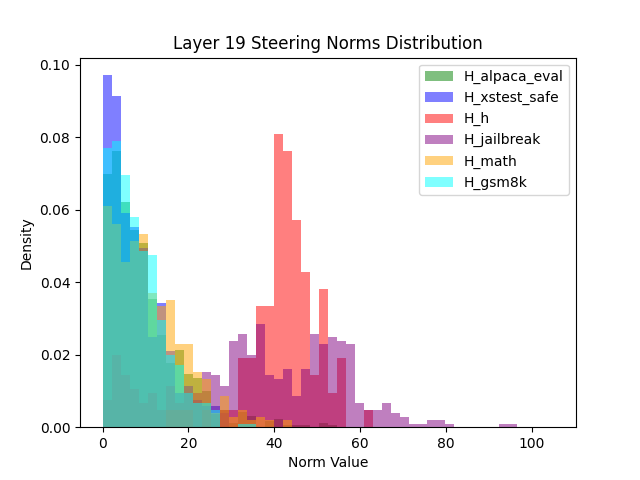 Layer 19 Steering Norms Distribution
0.10
0.08
0.06
0.04
0.02
0.00
Density
H_alpaca_eval
H_xstest_safe
H_h
H_jailbreak
H_math
H_gsm8k
0 20 40 60 80 100
Norm Value